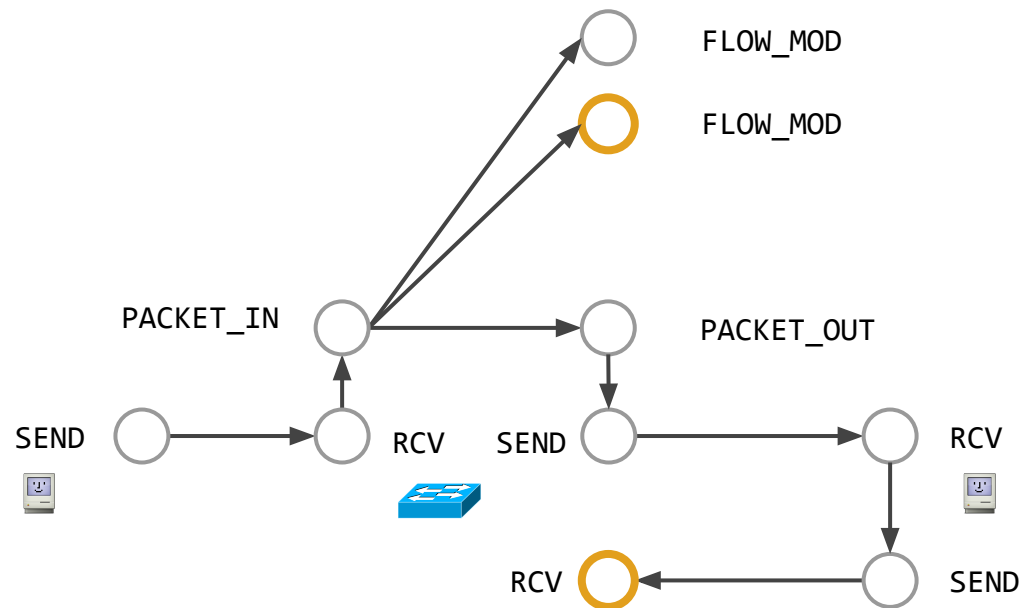 FLOW_MOD
FLOW_MOD
PACKET_IN
PACKET_OUT
SEND
RCV
SEND
RCV
RCV
SEND